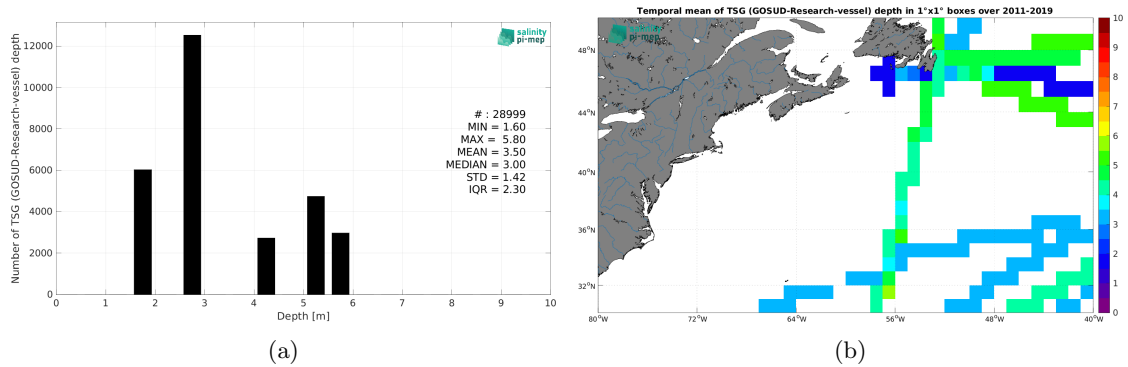 salinity
pi-mep
# : 28999
MIN = 1.60
MAX = 5.80
MEAN = 3.50
MEDIAN = 3.00
STD = 1.42
IQR = 2.30
Number of TSG (GOSUD-Research-vessel) depth
12000
10000
8000
6000
4000
2000
0
0 1 2 3 4 5 6 7 8 9 10
Depth [m]
(a)
Temporal mean of TSG (GOSUD-Research-vessel) depth in 1°x1° boxes over 2011-2019
salinity
pi-mep
48°N
44°N
40°N
36°N
32°N
80°W 72°W 64°W 56°W 48°W 40°W
10
9
8
7
6
5
4
3
2
1
0
(b)